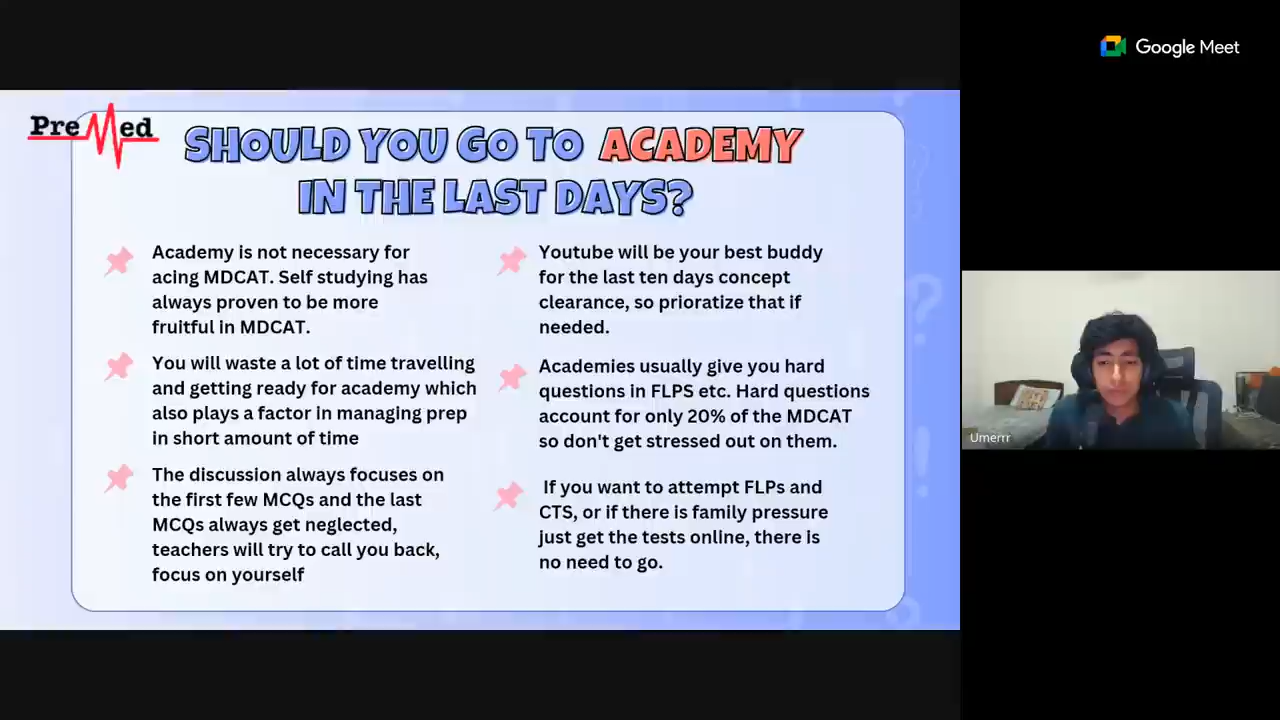 Google Meet
PreMed
SHOULD YOU GO TO ACADEMY
IN THE LAST DAYS?
Academy is not necessary for
acing MDCAT. Self studying has
always proven to be more
fruitful in MDCAT.
You will waste a lot of time travelling
and getting ready for academy which
also plays a factor in managing prep
in short amount of time
The discussion always focuses on
the first few MCQs and the last
MCQs always get neglected,
teachers will try to call you back,
focus on yourself
Youtube will be your best buddy
for the last ten days concept
clearance, so prioratize that if
needed.
Academies usually give you hard
questions in FLPS etc. Hard questions
account for only 20% of the MDCAT
so don't get stressed out on them.
If you want to attempt FLPs and
CTS, or if there is family pressure
just get the tests online, there is
no need to go.
Umerrr